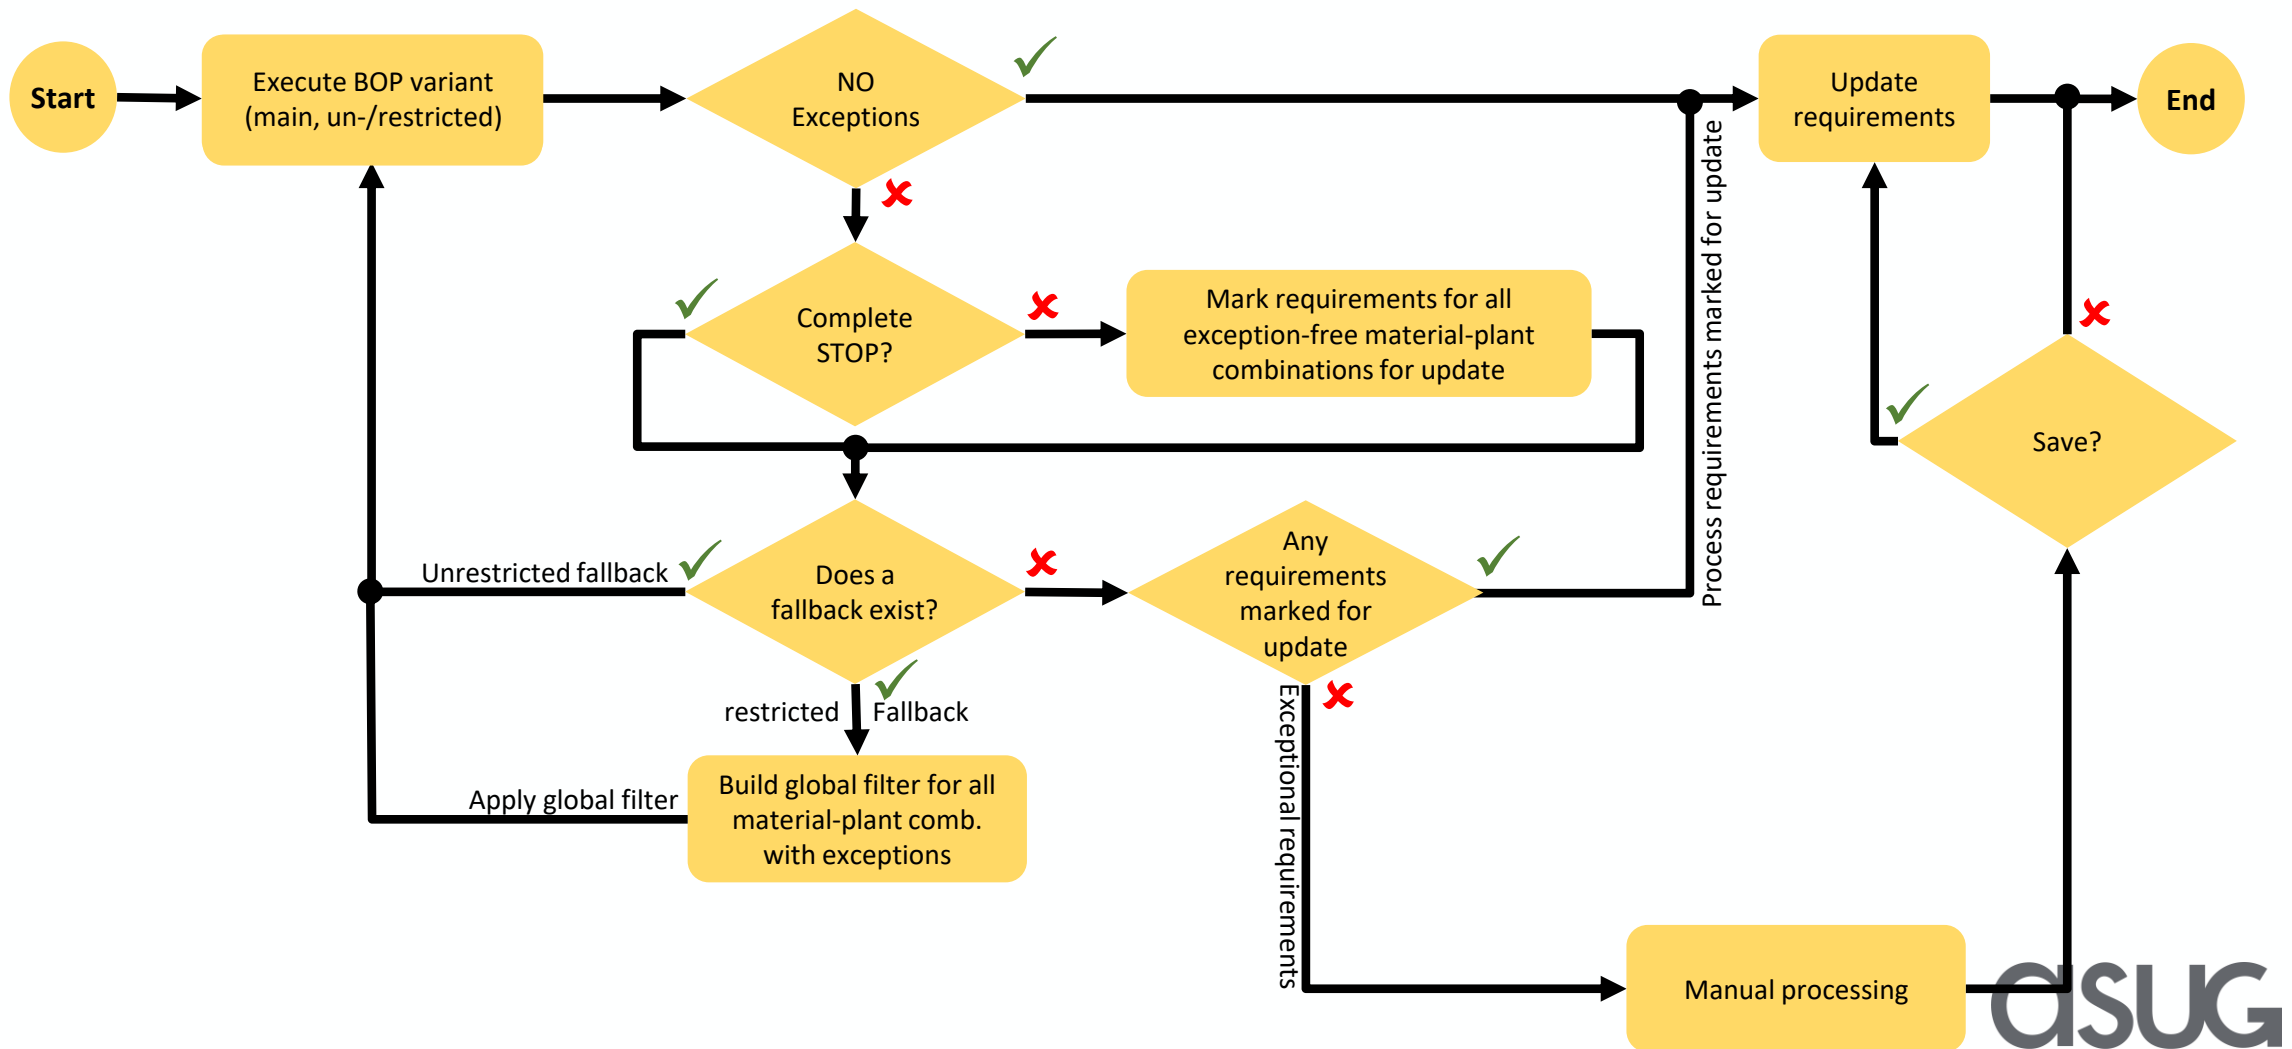 Start
Execute BOP variant
(main, un-/restricted)
NO
Exceptions
Update
requirements
End
Process requirements marked for update
Complete
STOP?
Mark requirements for all
exception-free material-plant
combinations for update
Save?
Unrestricted fallback
Does a
fallback exist?
Any
requirements
marked for
update
restricted
Fallback
Exceptional requirements
Apply global filter
Build global filter for all
material-plant comb.
with exceptions
Manual processing
asug